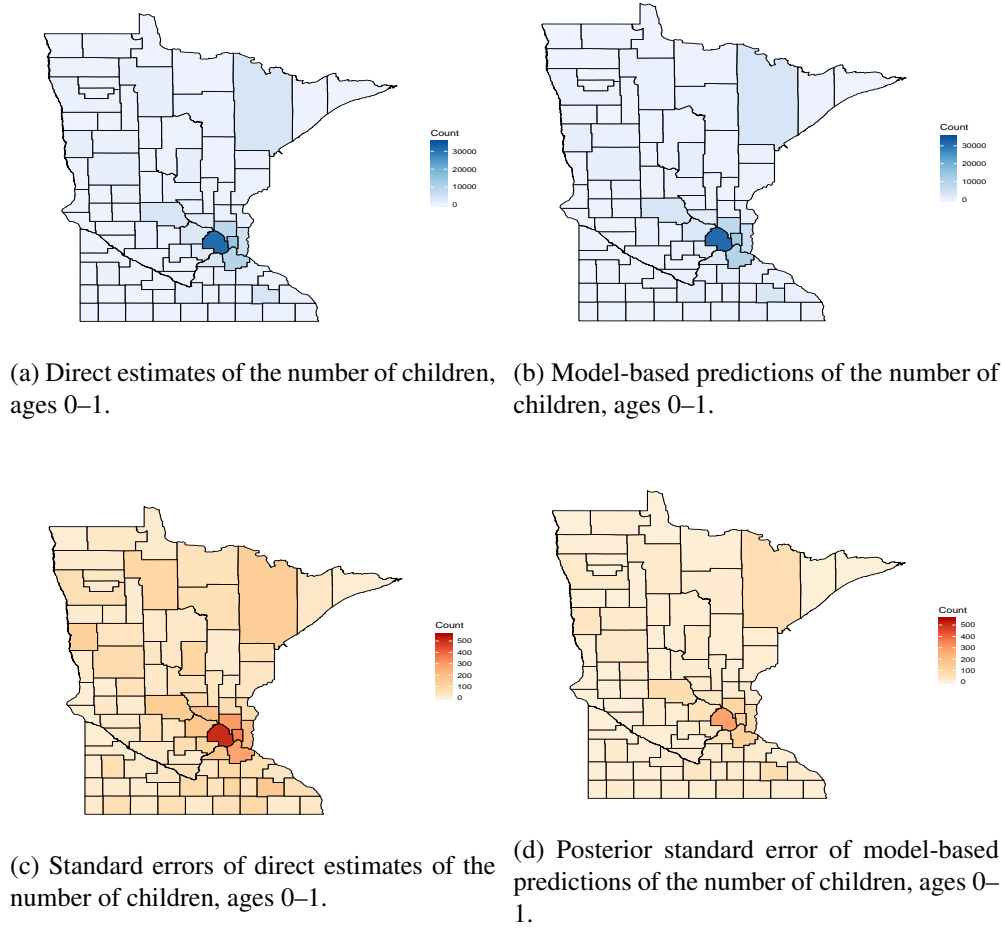 Count
30000
20000
10000
0
Count
30000
20000
10000
0
(a) Direct estimates of the number of children,
ages 0–1.
(b) Model-based predictions of the number of
children, ages 0–1.
Count
500
400
300
200
100
0
Count
500
400
300
200
100
0
(c) Standard errors of direct estimates of the
number of children, ages 0–1.
(d) Posterior standard error of model-based
predictions of the number of children, ages 0–
1.